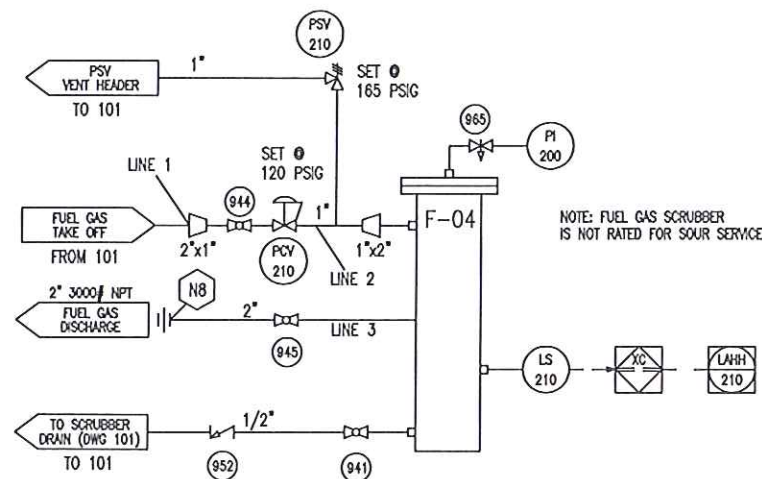 PSV
210
1"
SET @
165 PSIG
PSV
VENT HEADER
TO 101
965
PI
200
LINE 1
SET @
120 PSIG
944
1"
F-04
NOTE: FUEL GAS SCRUBBER
IS NOT RATED FOR SOUR SERVICE
FUEL GAS
TAKE OFF
FROM 101
2"x1"
PCV
210
LINE 2
1"x2"
2" 3000# NPT
FUEL GAS
DISCHARGE
N8
2"
945
LINE 3
LS
210
XC
LAHH
210
TO SCRUBBER
DRAIN (DWG 101)
TO 101
1/2"
952
941